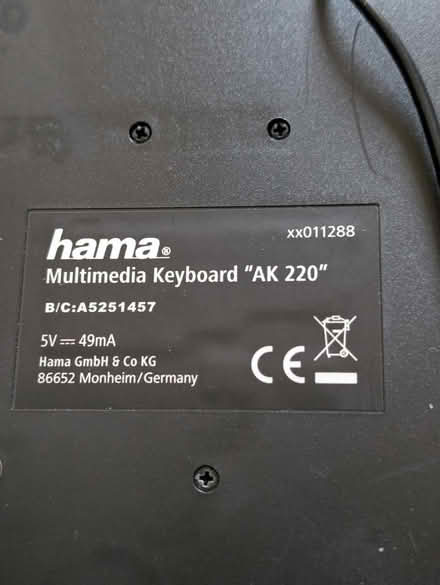 xx011288
hama®
Multimedia Keyboard "AK 220"
B/C:A5251457
5V ⎓ 49mA
Hama GmbH & Co KG
86652 Monheim/Germany
CE